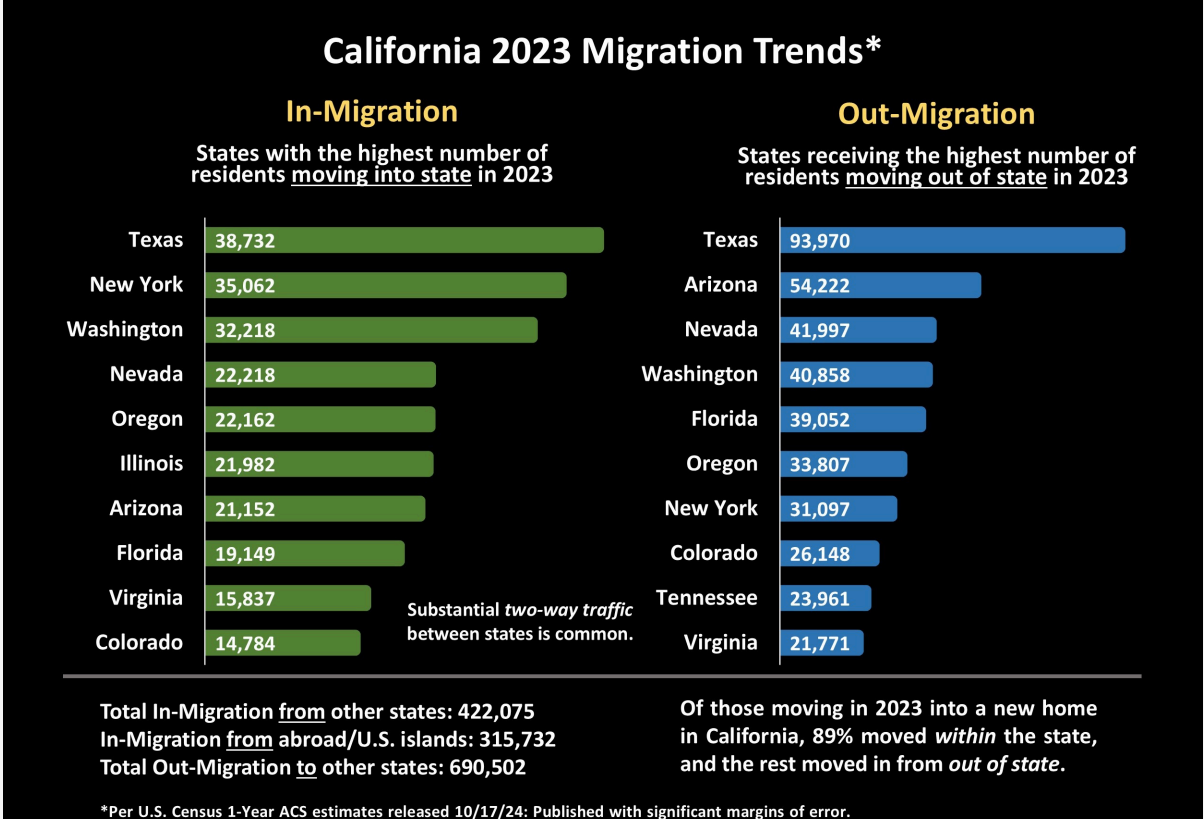 California 2023 Migration Trends*
In-Migration
States with the highest number of
residents moving into state in 2023
Texas 38,732
New York 35,062
Washington 32,218
Nevada 22,218
Oregon 22,162
Illinois 21,982
Arizona 21,152
Florida 19,149
Virginia 15,837
Colorado 14,784
Substantial two-way traffic
between states is common.
Out-Migration
States receiving the highest number of
residents moving out of state in 2023
Texas 93,970
Arizona 54,222
Nevada 41,997
Washington 40,858
Florida 39,052
Oregon 33,807
New York 31,097
Colorado 26,148
Tennessee 23,961
Virginia 21,771
Total In-Migration from other states: 422,075
In-Migration from abroad/U.S. islands: 315,732
Total Out-Migration to other states: 690,502
Of those moving in 2023 into a new home
in California, 89% moved within the state,
and the rest moved in from out of state.
*Per U.S. Census 1-Year ACS estimates released 10/17/24: Published with significant margins of error.